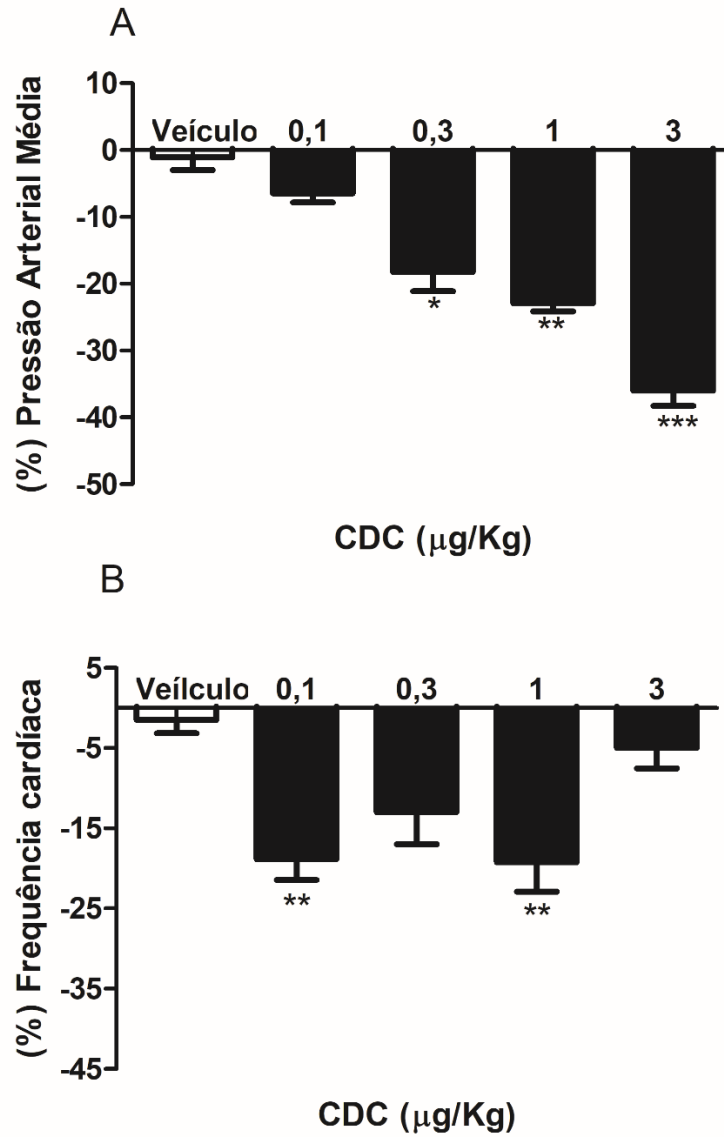 A
10
Veículo 0,1 0,3 1 3
0
-10
-20
*
**
-30
-40
***
-50
(%) Pressão Arterial Média
CDC (µg/Kg)
B
5
Veílculo 0,1 0,3 1 3
-5
-15
-25
** **
-35
-45
(%) Frequência cardíaca
CDC (µg/Kg)